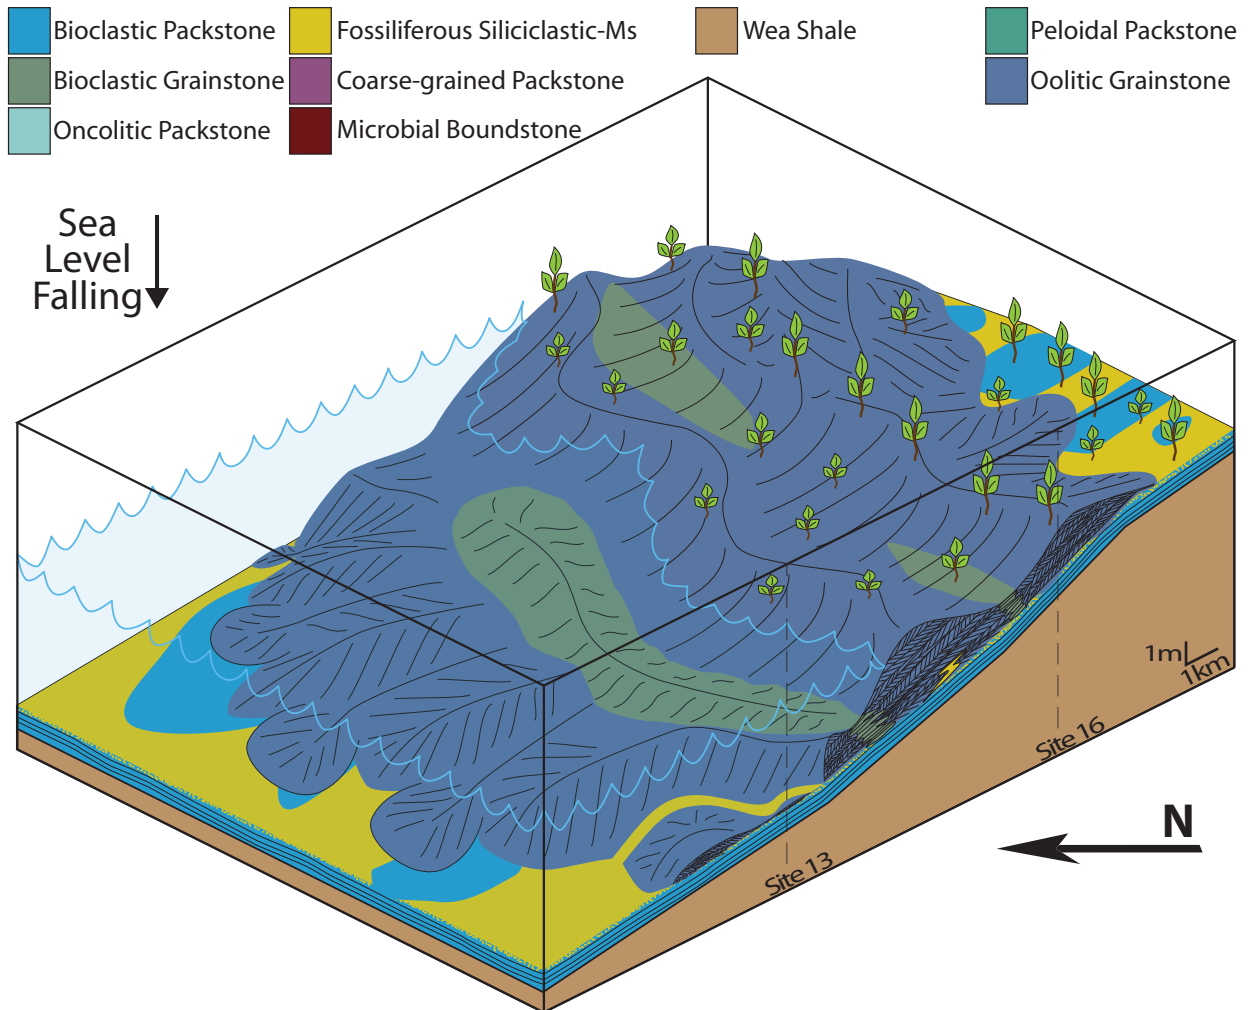 Bioclastic Packstone
Fossiliferous Siliciclastic-Ms
Wea Shale
Peloidal Packstone
Bioclastic Grainstone
Coarse-grained Packstone
Oolitic Grainstone
Oncolitic Packstone
Microbial Boundstone
Sea
Level
Falling
1m
1km
Site 16
N
Site 13